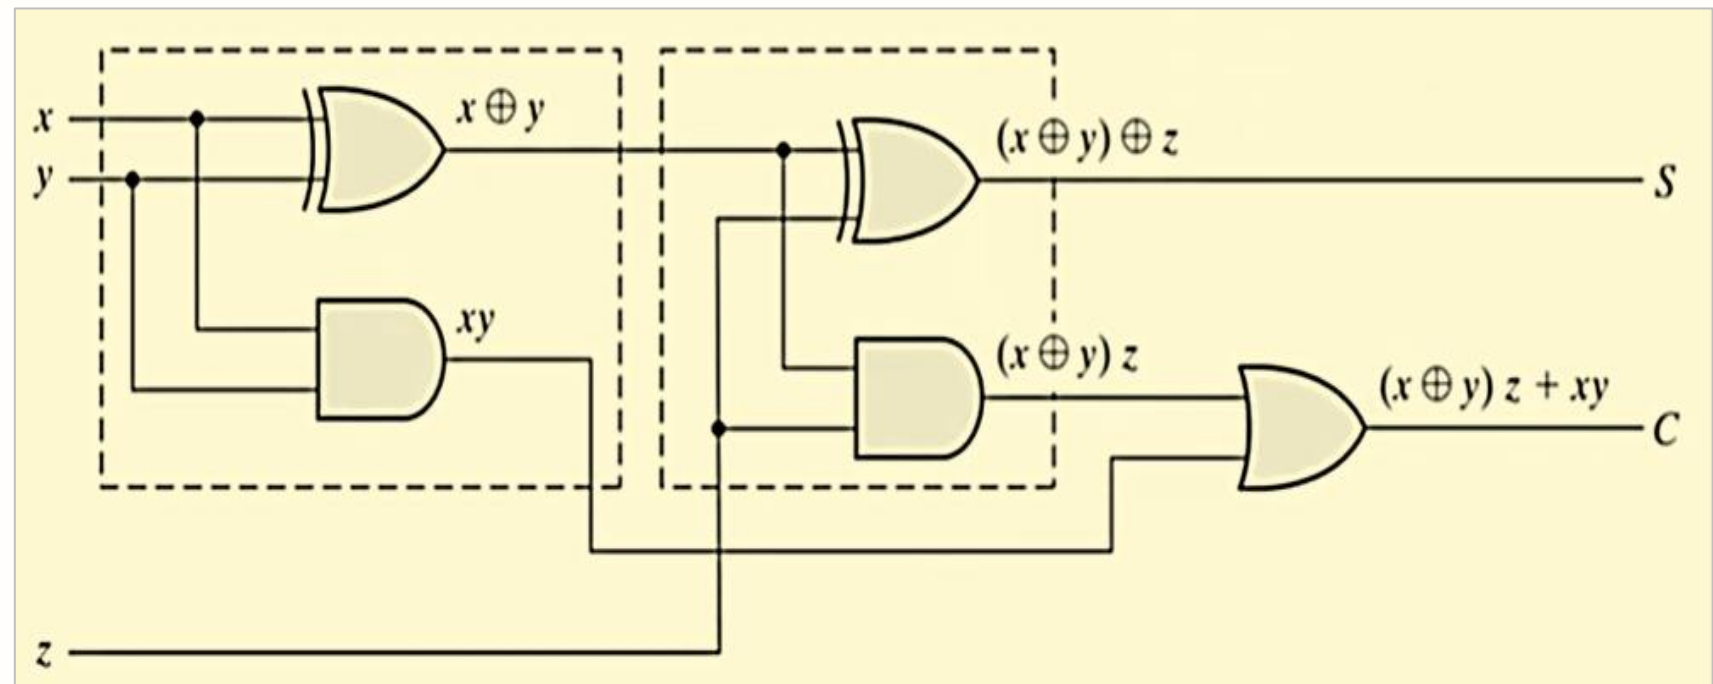 x
y
x ⊕ y
xy
(x ⊕ y) ⊕ z
S
(x ⊕ y) z
(x ⊕ y) z + xy
C
z